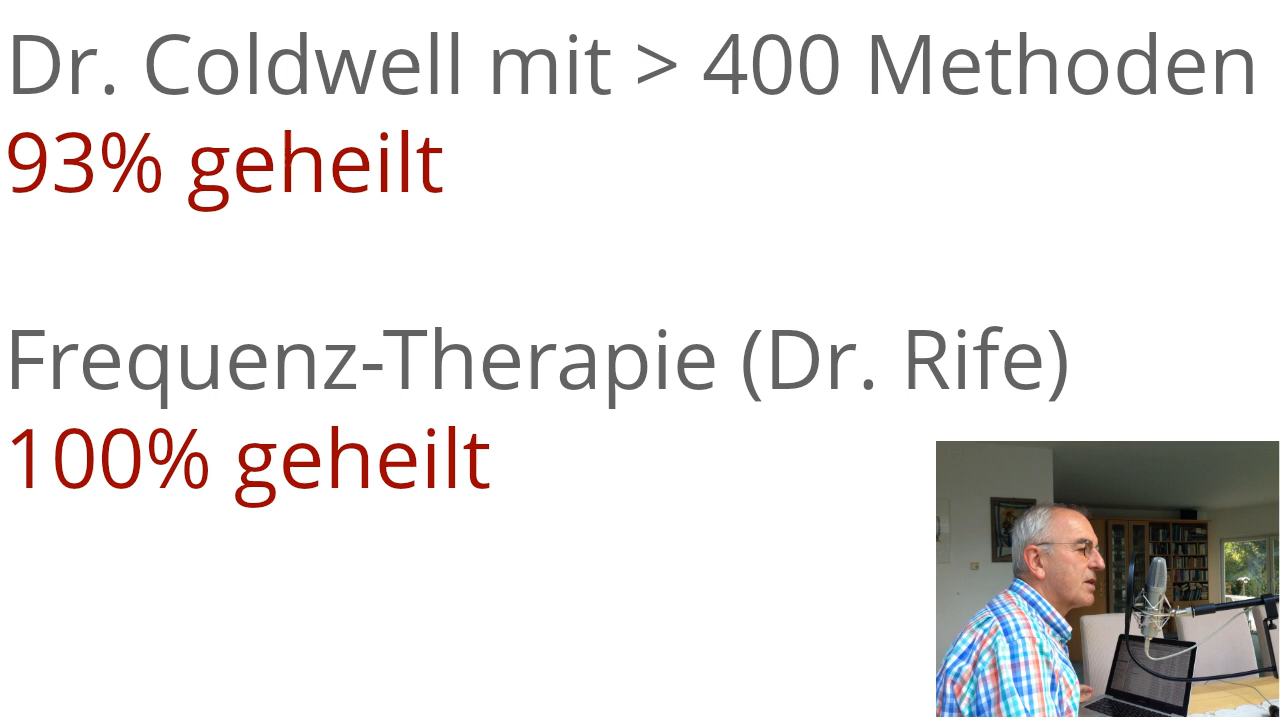 Dr. Coldwell mit > 400 Methoden
93% geheilt
Frequenz-Therapie (Dr. Rife)
100% geheilt